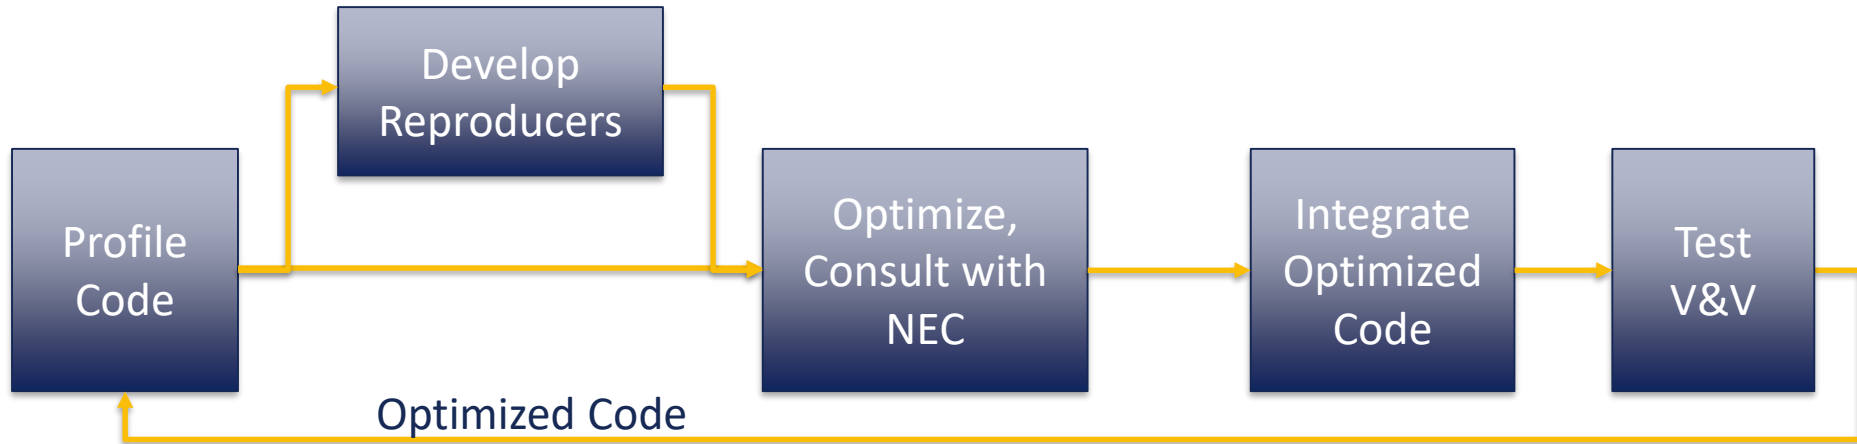 Develop
Reproducers
Profile
Code
Optimize,
Consult with
NEC
Integrate
Optimized
Code
Test
V&V
Optimized Code